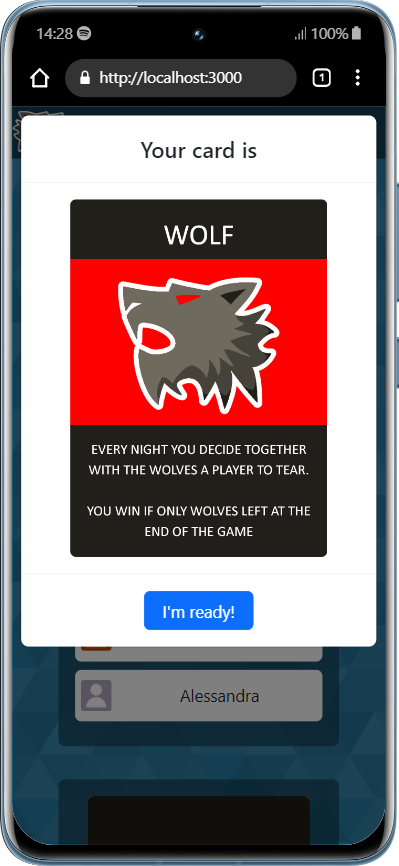 14:28 100%
http://localhost:3000 1
Your card is
WOLF
EVERY NIGHT YOU DECIDE TOGETHER
WITH THE WOLVES A PLAYER TO TEAR.
YOU WIN IF ONLY WOLVES LEFT AT THE
END OF THE GAME
I'm ready!
Alessandra